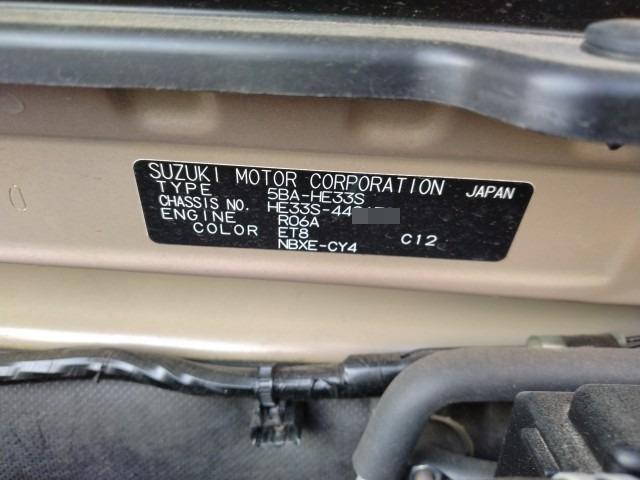 SUZUKI MOTOR CORPORATION JAPAN
TYPE 5BA-HE33S
CHASSIS NO. HE33S-44
ENGINE R06A
COLOR ET8 C12
NBXE-CY4